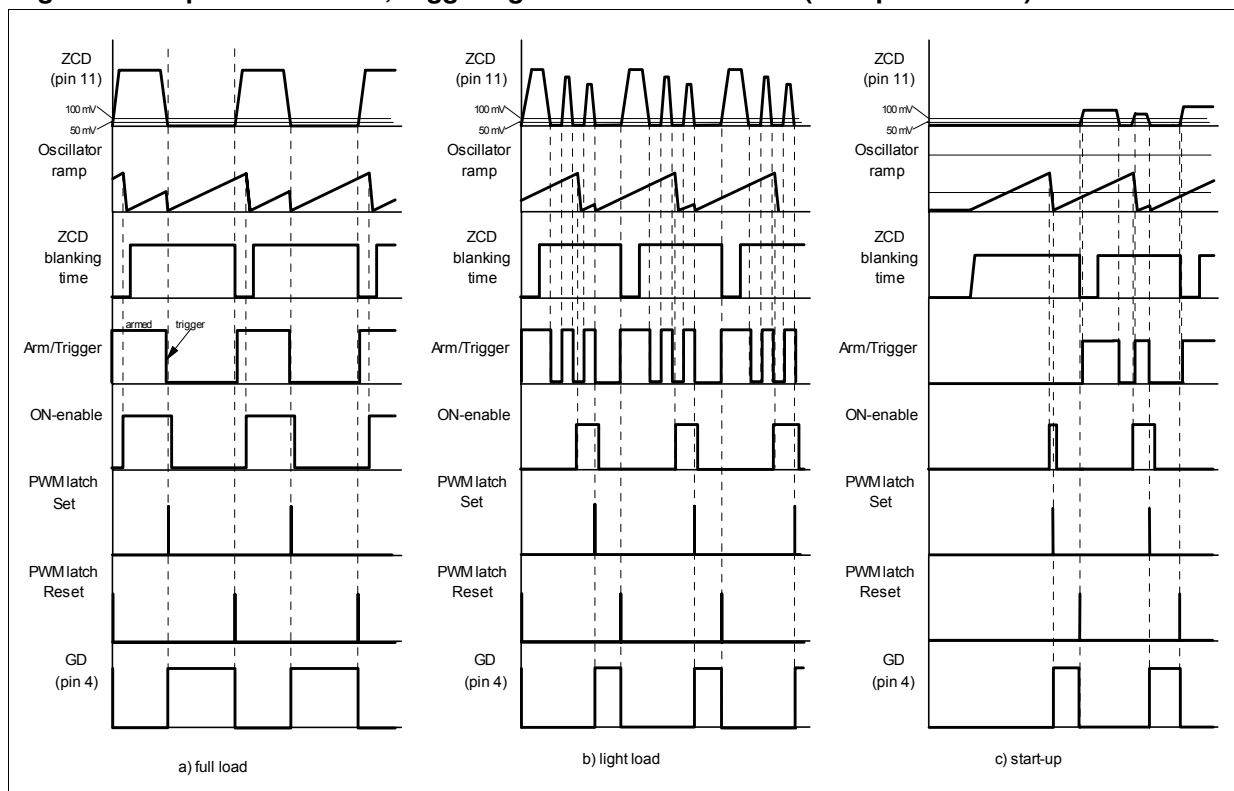 ZCD
(pin 11)
100 mV
50 mV
Oscillator
ramp
ZCD
blanking
time
armed
trigger
Arm/Trigger
ON-enable
PWM latch
Set
PWM latch
Reset
GD
(pin 4)
a) full load
ZCD
(pin 11)
100 mV
50 mV
Oscillator
ramp
ZCD
blanking
time
Arm/Trigger
ON-enable
PWM latch
Set
PWM latch
Reset
GD
(pin 4)
b) light load
ZCD
(pin 11)
100 mV
50 mV
Oscillator
ramp
ZCD
blanking
time
Arm/Trigger
ON-enable
PWM latch
Set
PWM latch
Reset
GD
(pin 4)
c) start-up